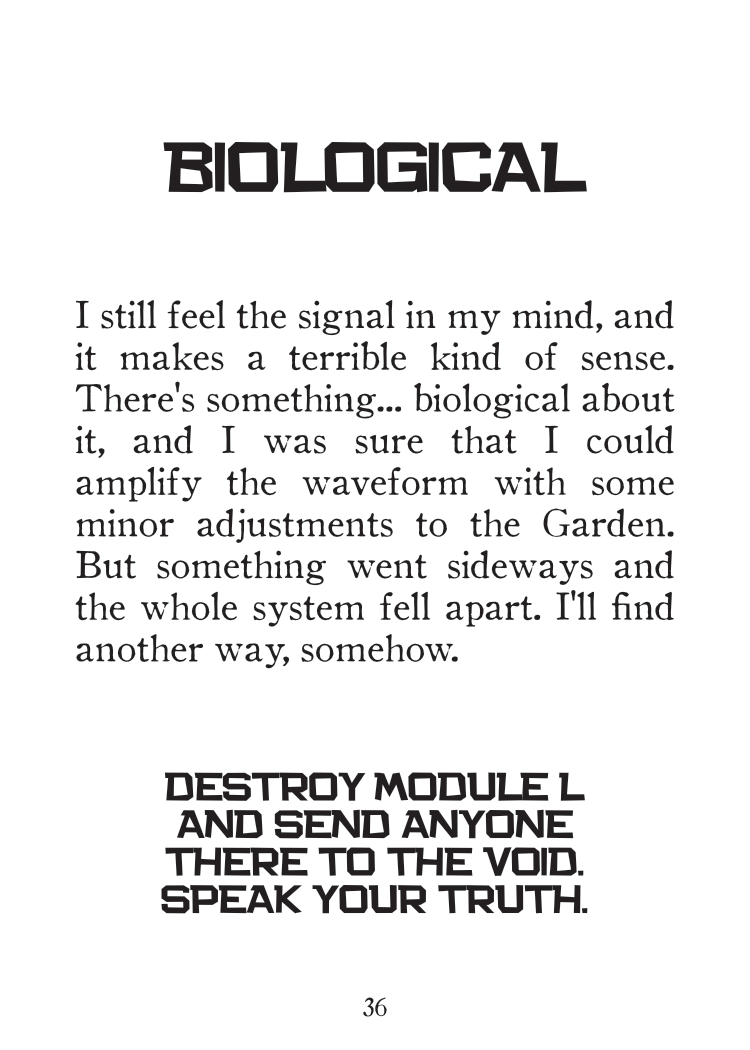 BIOLOGICAL
I still feel the signal in my mind, and
it makes a terrible kind of sense.
There's something... biological about
it, and I was sure that I could
amplify the waveform with some
minor adjustments to the Garden.
But something went sideways and
the whole system fell apart. I'll find
another way, somehow.
DESTROY MODULE L
AND SEND ANYONE
THERE TO THE VOID.
SPEAK YOUR TRUTH.
36